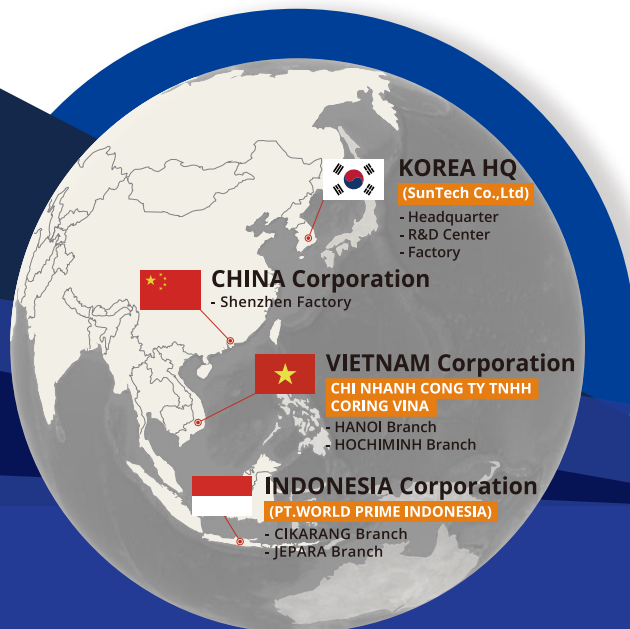 KOREA HQ
(SunTech Co.,Ltd)
- Headquarter
- R&D Center
- Factory
CHINA Corporation
- Shenzhen Factory
VIETNAM Corporation
CHI NHANH CONG TY TNHH
CORING VINA
- HANOI Branch
- HOCHIMINH Branch
INDONESIA Corporation
(PT.WORLD PRIME INDONESIA)
- CIKARANG Branch
- JEPARA Branch